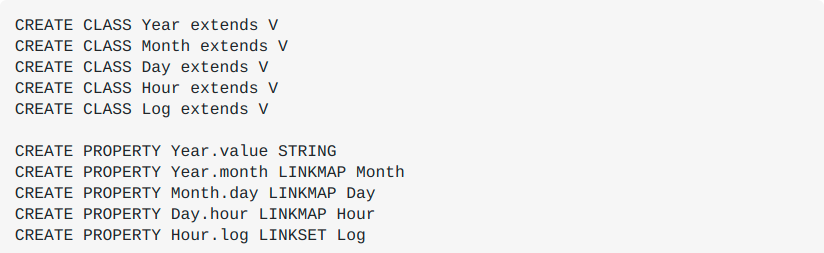 CREATE CLASS Year extends V
CREATE CLASS Month extends V
CREATE CLASS Day extends V
CREATE CLASS Hour extends V
CREATE CLASS Log extends V

CREATE PROPERTY Year.value STRING
CREATE PROPERTY Year.month LINKMAP Month
CREATE PROPERTY Month.day LINKMAP Day
CREATE PROPERTY Day.hour LINKMAP Hour
CREATE PROPERTY Hour.log LINKSET Log